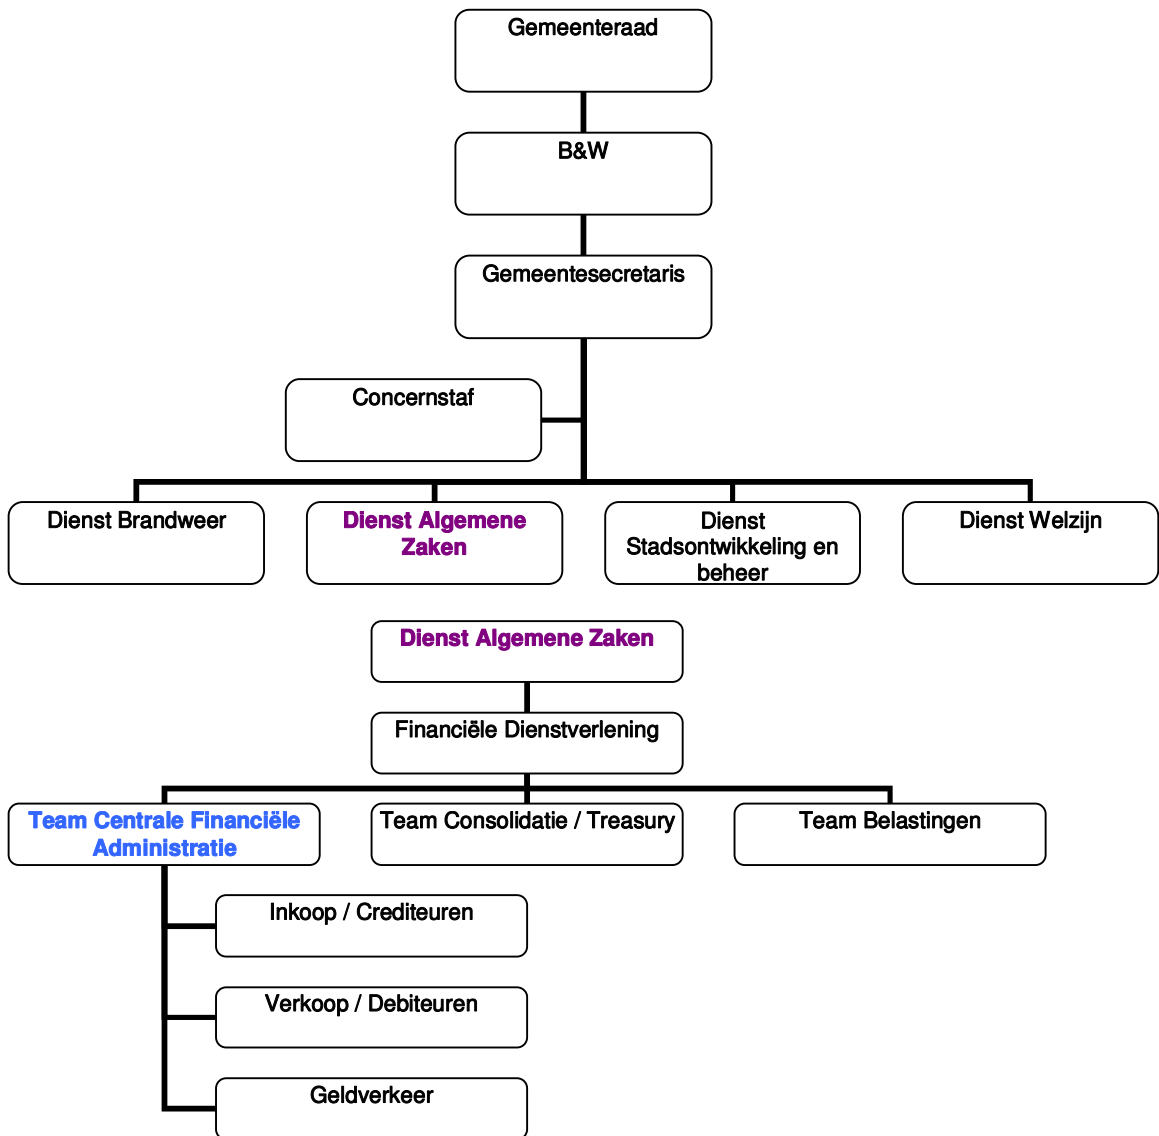 Gemeenteraad
B&W
Gemeentesecretaris
Concernstaf
Dienst Brandweer
Dienst Algemene
Zaken
Dienst
Stadsontwikkeling en
beheer
Dienst Welzijn
Dienst Algemene Zaken
Financiële Dienstverlening
Team Centrale Financiële
Administratie
Team Consolidatie / Treasury
Team Belastingen
Inkoop / Crediteuren
Verkoop / Debiteuren
Geldverkeer